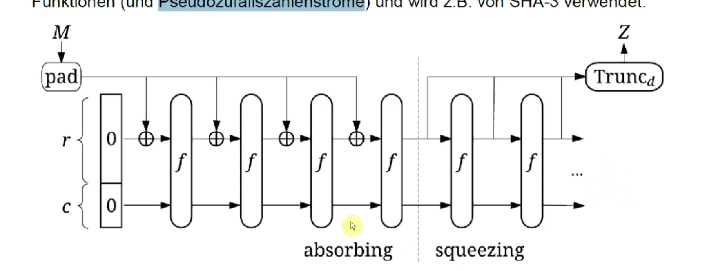 Funktionen (und Pseudozufallszahlenströme) und wird z.B. von SHA-3 verwendet.
M Z
pad Trunc_d
r 0 f f f f f f
...
c 0
absorbing squeezing